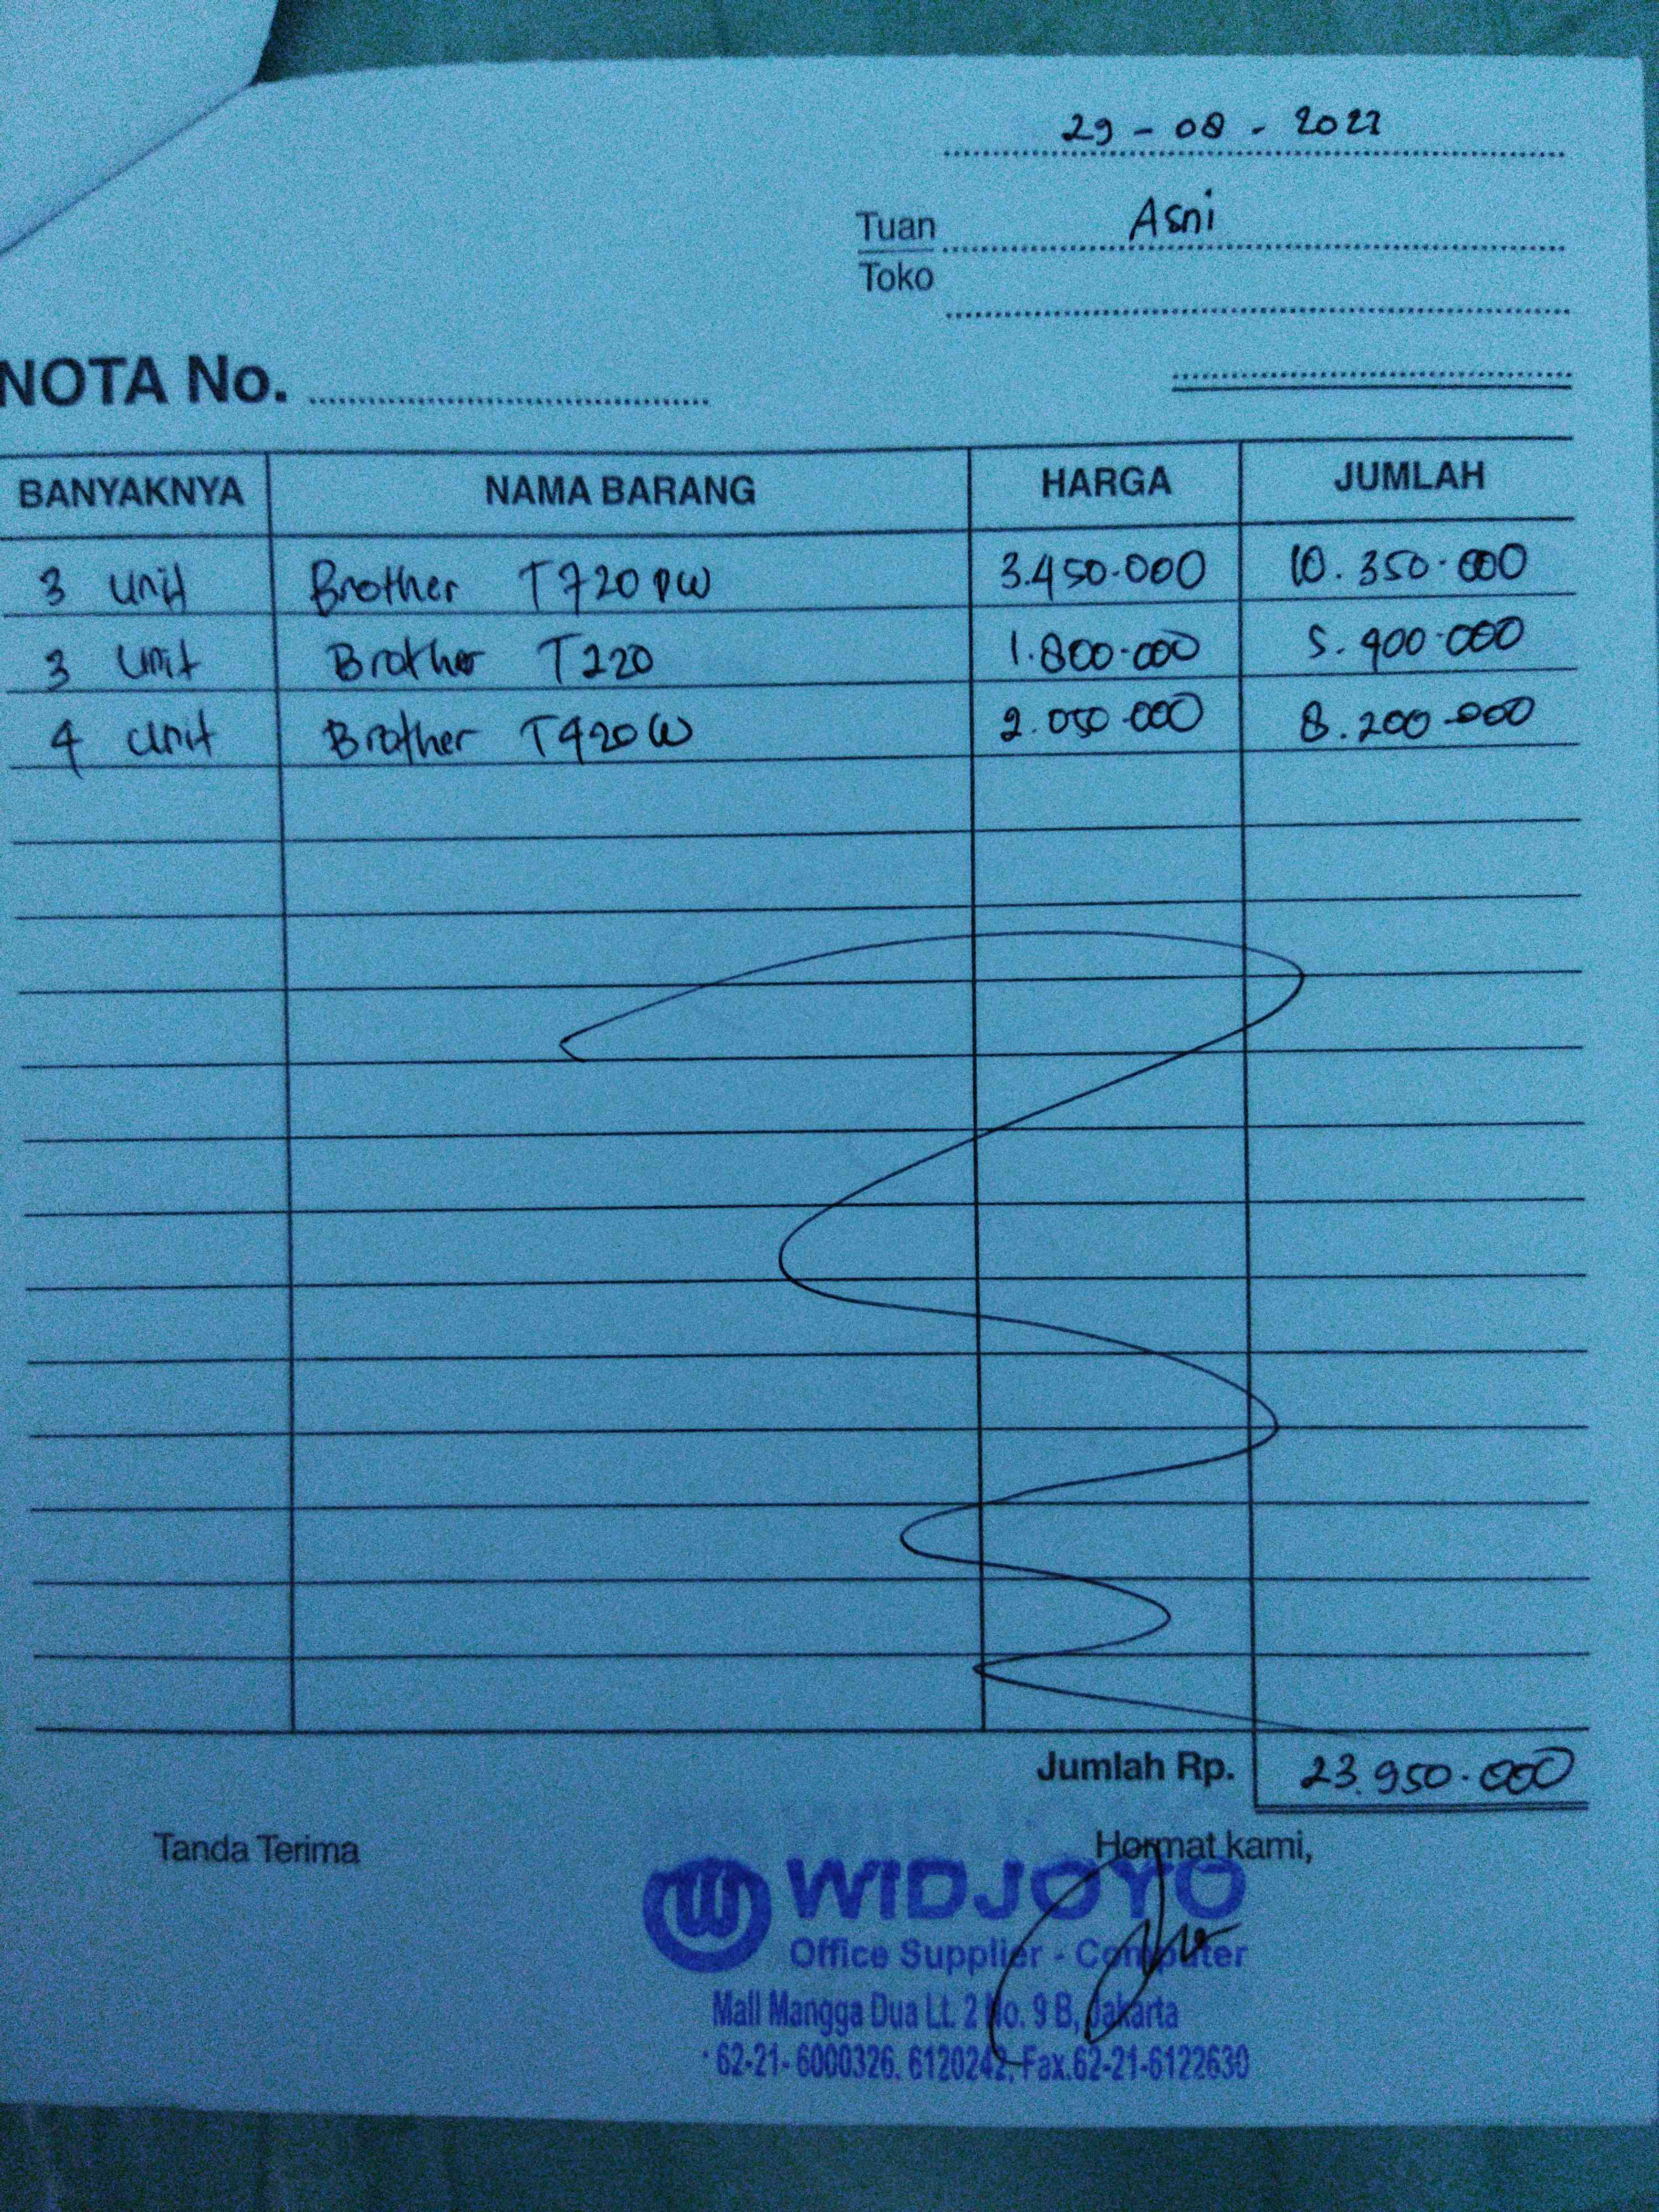 29 - 08 - 2022
Tuan Asni
Toko
NOTA No.
BANYAKNYA NAMA BARANG HARGA JUMLAH
3 unit Brother T720 DW 3.450.000 10.350.000
3 unit Brother T220 1.800.000 5.400.000
4 unit Brother T420 W 2.050.000 8.200.000
Jumlah Rp. 23.950.000
Tanda Terima Hormat kami,
WIDJOYO
Office Supplier - Computer
Mall Mangga Dua Lt. 2 No. 9 B, Jakarta
62-21-6000326, 6120242, Fax.62-21-6122630